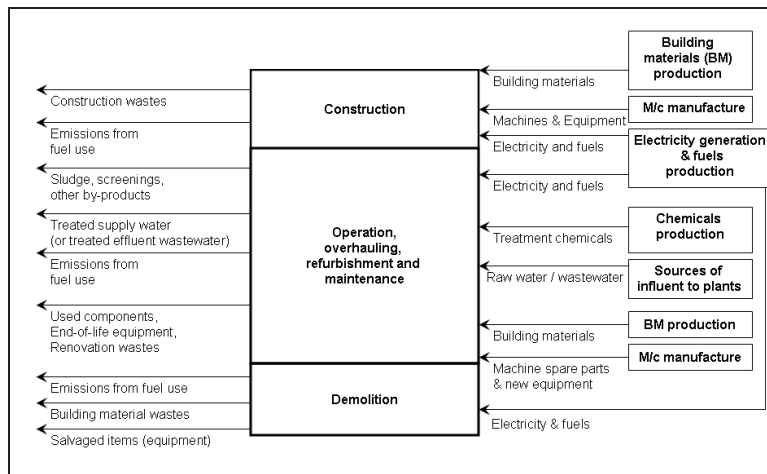 Construction wastes
Emissions from
fuel use
Sludge, screenings,
other by-products
Treated supply water
(or treated effluent wastewater)
Emissions from
fuel use
Used components,
End-of-life equipment,
Renovation wastes
Emissions from fuel use
Building material wastes
Salvaged items (equipment)
Construction
Operation,
overhauling,
refurbishment and
maintenance
Demolition
Building materials
Machines & Equipment
Electricity and fuels
Electricity and fuels
Treatment chemicals
Raw water / wastewater
Building materials
Machine spare parts
& new equipment
Electricity & fuels
Building
materials (BM)
production
M/c manufacture
Electricity generation
& fuels
production
Chemicals
production
Sources of
influent to plants
BM production
M/c manufacture